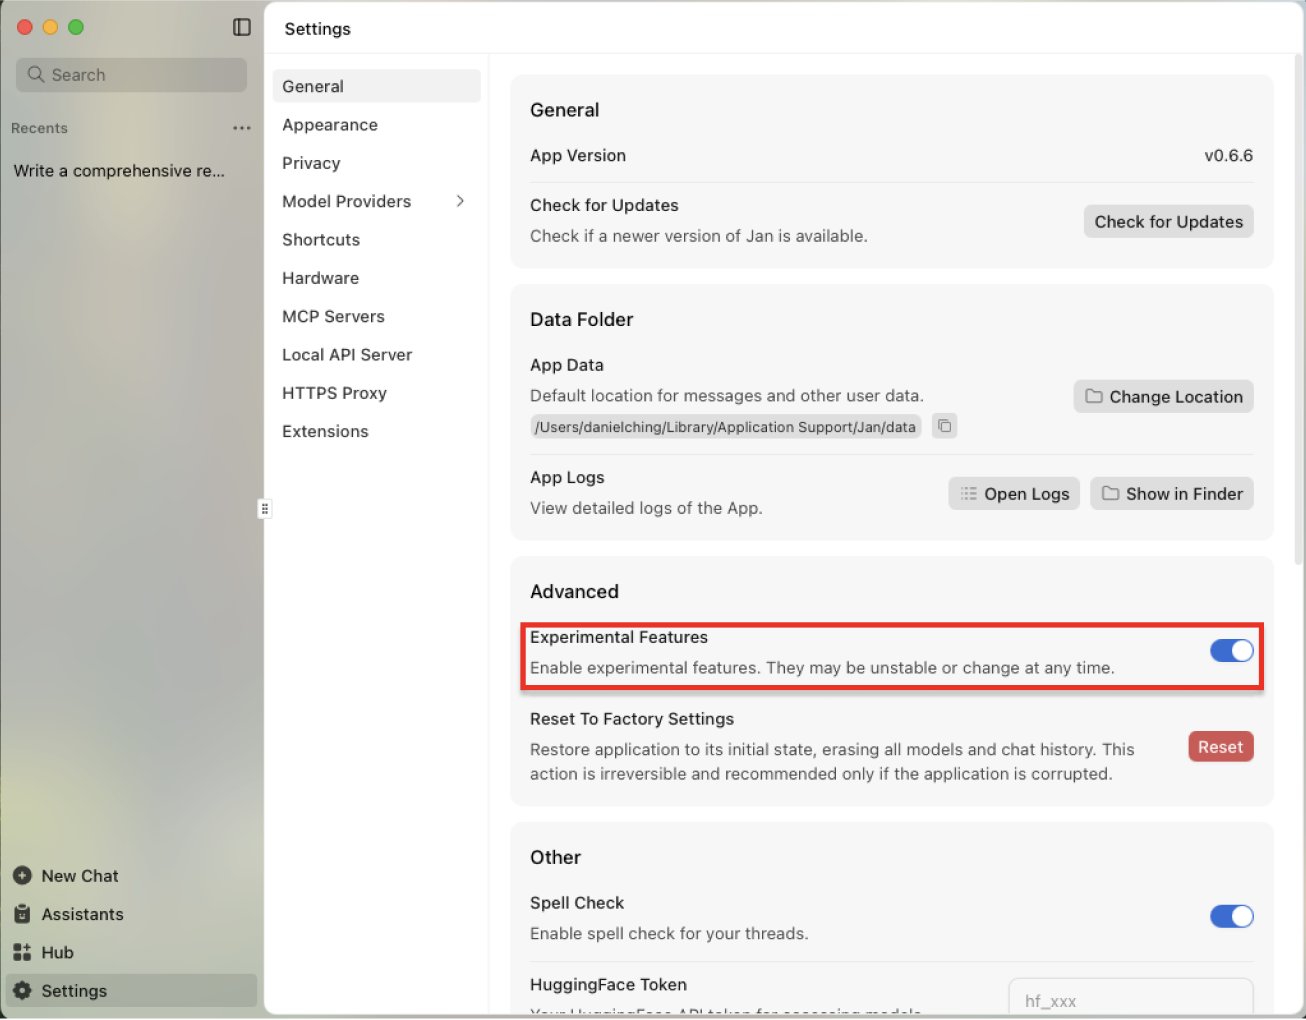 Settings
Search
Recents
Write a comprehensive re...
New Chat
Assistants
Hub
Settings
General
Appearance
Privacy
Model Providers
Shortcuts
Hardware
MCP Servers
Local API Server
HTTPS Proxy
Extensions
General
App Version
v0.6.6
Check for Updates
Check if a newer version of Jan is available.
Check for Updates
Data Folder
App Data
Default location for messages and other user data.
/Users/danielching/Library/Application Support/Jan/data
Change Location
App Logs
View detailed logs of the App.
Open Logs
Show in Finder
Advanced
Experimental Features
Enable experimental features. They may be unstable or change at any time.
Reset To Factory Settings
Restore application to its initial state, erasing all models and chat history. This
action is irreversible and recommended only if the application is corrupted.
Reset
Other
Spell Check
Enable spell check for your threads.
HuggingFace Token
Your HuggingFace API token for accessing models.
hf_xxx